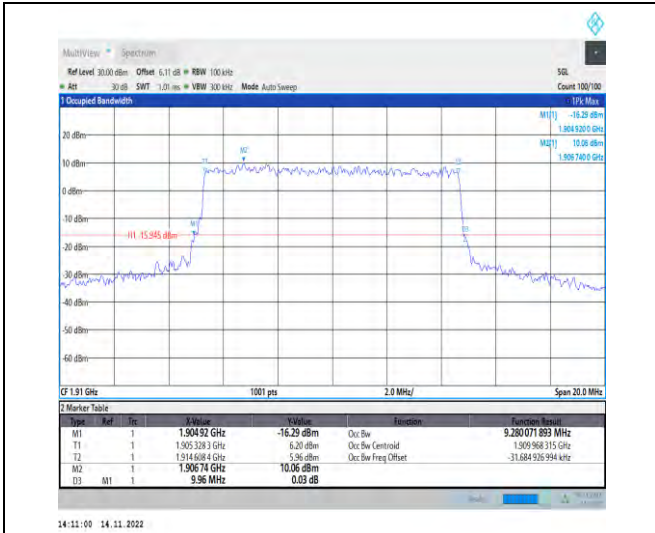 MultiView Spectrum
Ref Level 30.00 dBm Offset 6.11 dB RBW 100 kHz SGL
Att 30 dB SWT 1.01 ms VBW 300 kHz Mode Auto Sweep Count 100/100
1 Occupied Bandwidth 1Pk Max
M1[1] -16.29 dBm
1.904 920 0 GHz
M2[1] 10.06 dBm
1.906 740 0 GHz
20 dBm
T1 M2 T2
10 dBm
0 dBm
-10 dBm
M1 D3
H1 -15.945 dBm
-20 dBm
-30 dBm
-40 dBm
-50 dBm
-60 dBm
CF 1.91 GHz 1001 pts 2.0 MHz/ Span 20.0 MHz
2 Marker Table
Type Ref Trc X-Value Y-Value Function Function Result
M1 1 1.904 92 GHz -16.29 dBm Occ Bw 9.280 071 893 MHz
T1 1 1.905 328 3 GHz 6.20 dBm Occ Bw Centroid 1.909 968 315 GHz
T2 1 1.914 608 4 GHz 5.96 dBm Occ Bw Freq Offset -31.684 926 994 kHz
M2 1 1.906 74 GHz 10.06 dBm
D3 M1 1 9.96 MHz 0.03 dB
14:11:00 14.11.2022